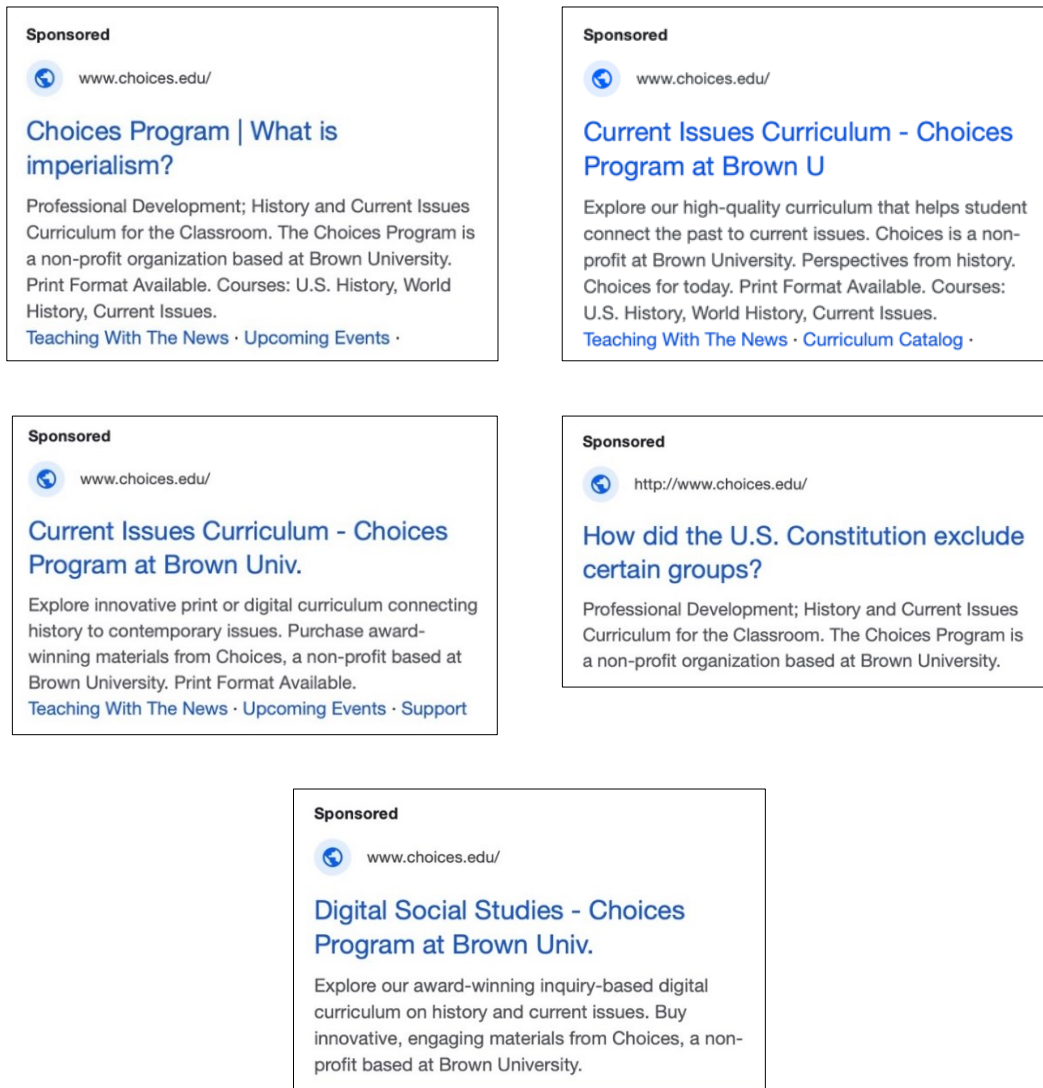 Sponsored
www.choices.edu/
Choices Program | What is
imperialism?
Professional Development; History and Current Issues
Curriculum for the Classroom. The Choices Program is
a non-profit organization based at Brown University.
Print Format Available. Courses: U.S. History, World
History, Current Issues.
Teaching With The News · Upcoming Events ·
Sponsored
www.choices.edu/
Current Issues Curriculum - Choices
Program at Brown U
Explore our high-quality curriculum that helps student
connect the past to current issues. Choices is a non-
profit at Brown University. Perspectives from history.
Choices for today. Print Format Available. Courses:
U.S. History, World History, Current Issues.
Teaching With The News · Curriculum Catalog ·
Sponsored
www.choices.edu/
Current Issues Curriculum - Choices
Program at Brown Univ.
Explore innovative print or digital curriculum connecting
history to contemporary issues. Purchase award-
winning materials from Choices, a non-profit based at
Brown University. Print Format Available.
Teaching With The News · Upcoming Events · Support
Sponsored
http://www.choices.edu/
How did the U.S. Constitution exclude
certain groups?
Professional Development; History and Current Issues
Curriculum for the Classroom. The Choices Program is
a non-profit organization based at Brown University.
Sponsored
www.choices.edu/
Digital Social Studies - Choices
Program at Brown Univ.
Explore our award-winning inquiry-based digital
curriculum on history and current issues. Buy
innovative, engaging materials from Choices, a non-
profit based at Brown University.